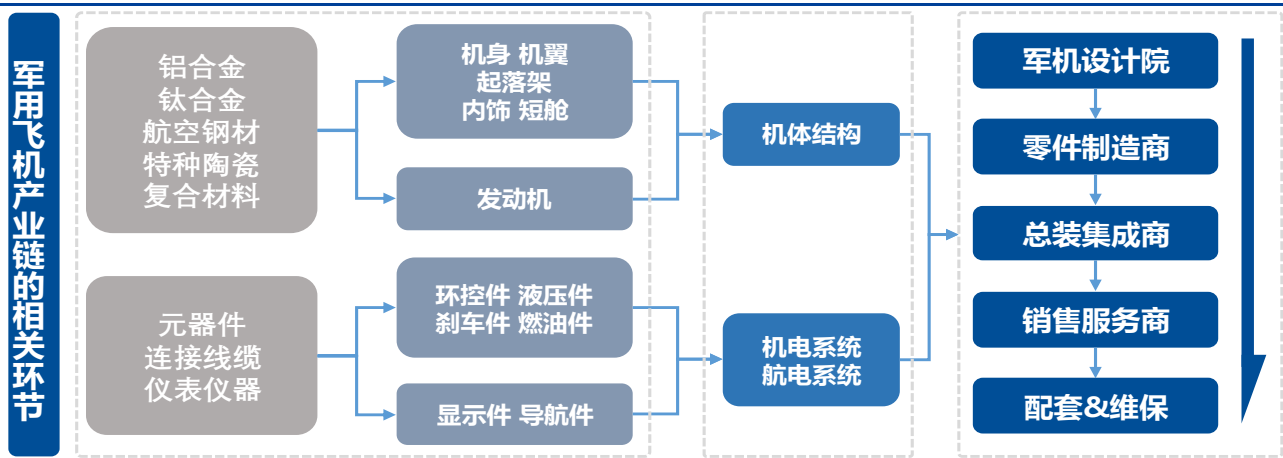 军用飞机产业链的相关环节
铝合金
钛合金
航空钢材
特种陶瓷
复合材料
元器件
连接线缆
仪表仪器
机身 机翼
起落架
内饰 短舱
发动机
环控件 液压件
刹车件 燃油件
显示件 导航件
机体结构
机电系统
航电系统
军机设计院
零件制造商
总装集成商
销售服务商
配套&维保